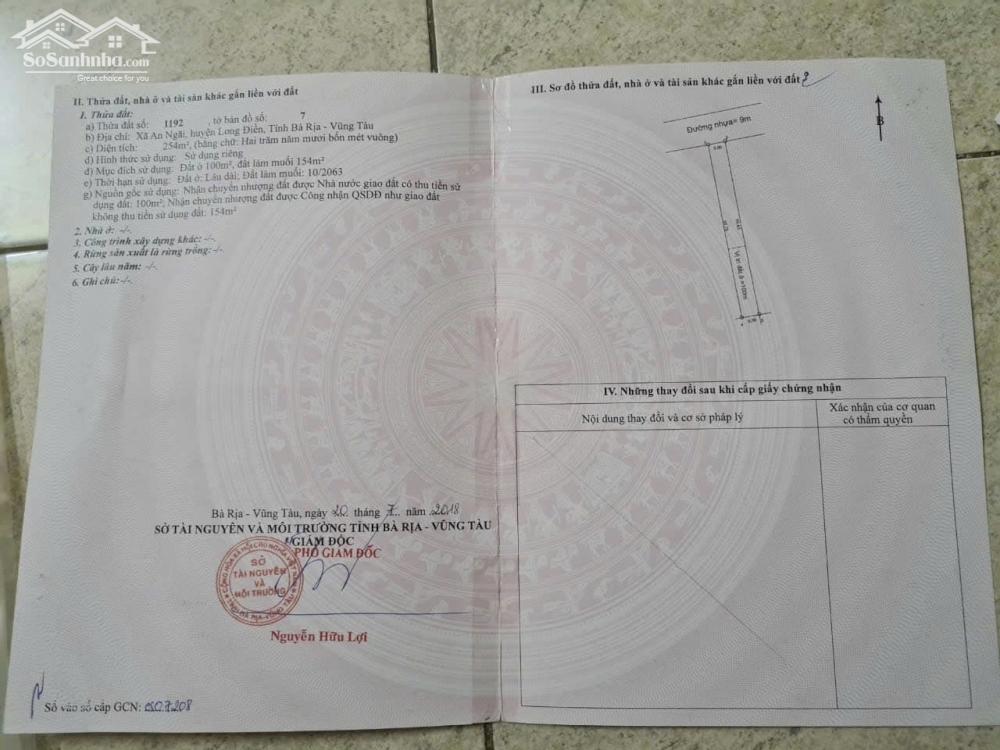 SoSanhnha.com
Great choice for you
II. Thửa đất, nhà ở và tài sản khác gắn liền với đất
1. Thửa đất:
a) Thửa đất số: 1192 , tờ bản đồ số: 7
b) Địa chỉ: Xã An Ngãi, huyện Long Điền, Tỉnh Bà Rịa - Vũng Tàu
c) Diện tích: 254m², (bằng chữ: Hai trăm năm mươi bốn mét vuông)
d) Hình thức sử dụng: Sử dụng riêng
đ) Mục đích sử dụng: Đất ở 100m², đất làm muối 154m²
e) Thời hạn sử dụng: Đất ở: Lâu dài; Đất làm muối: 10/2063
g) Nguồn gốc sử dụng: Nhận chuyển nhượng đất được Nhà nước giao đất có thu tiền sử
dụng đất: 100m²; Nhận chuyển nhượng đất được Công nhận QSDĐ như giao đất
không thu tiền sử dụng đất: 154m²
2. Nhà ở: -/-
3. Công trình xây dựng khác: -/-
4. Rừng sản xuất là rừng trồng: -/-
5. Cây lâu năm: -/-
6. Ghi chú: -/-
Bà Rịa - Vũng Tàu, ngày 20 tháng 7 năm 2018
SỞ TÀI NGUYÊN VÀ MÔI TRƯỜNG TỈNH BÀ RỊA - VŨNG TÀU
GIÁM ĐỐC
PHÓ GIÁM ĐỐC
SỞ
TÀI NGUYÊN
VÀ
MÔI TRƯỜNG
Nguyễn Hữu Lợi
Số vào sổ cấp GCN:
III. Sơ đồ thửa đất, nhà ở và tài sản khác gắn liền với đất
B
Đường nhựa= 9m
IV. Những thay đổi sau khi cấp giấy chứng nhận
Nội dung thay đổi và cơ sở pháp lý
Xác nhận của cơ quan
có thẩm quyền